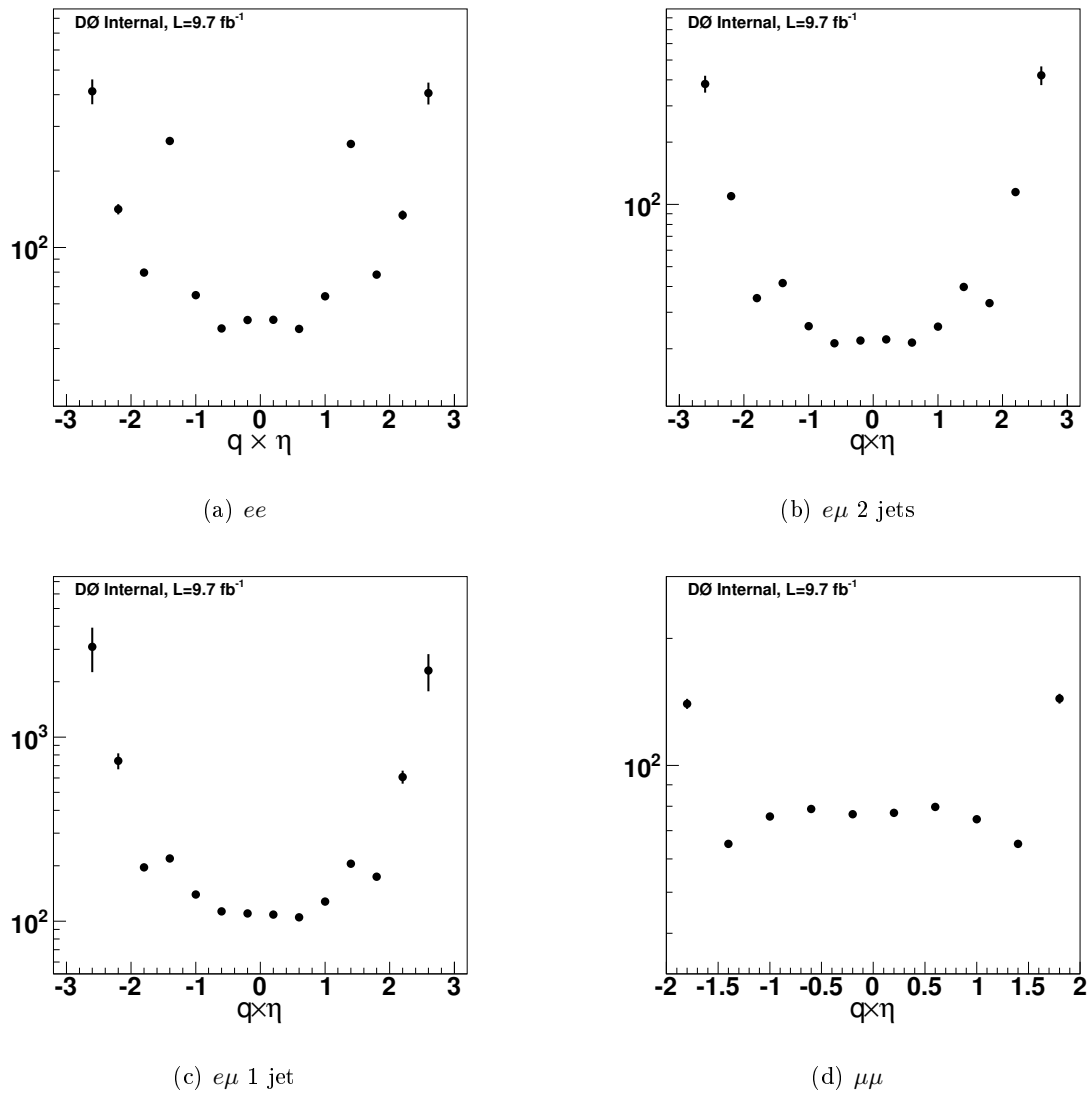 DØ Internal, L=9.7 fb⁻¹
10²
-3 -2 -1 0 1 2 3
q × η
(a) ee
DØ Internal, L=9.7 fb⁻¹
10²
-3 -2 -1 0 1 2 3
q×η
(b) eμ 2 jets
DØ Internal, L=9.7 fb⁻¹
10³
10²
-3 -2 -1 0 1 2 3
q×η
(c) eμ 1 jet
DØ Internal, L=9.7 fb⁻¹
10²
-2 -1.5 -1 -0.5 0 0.5 1 1.5 2
q×η
(d) μμ